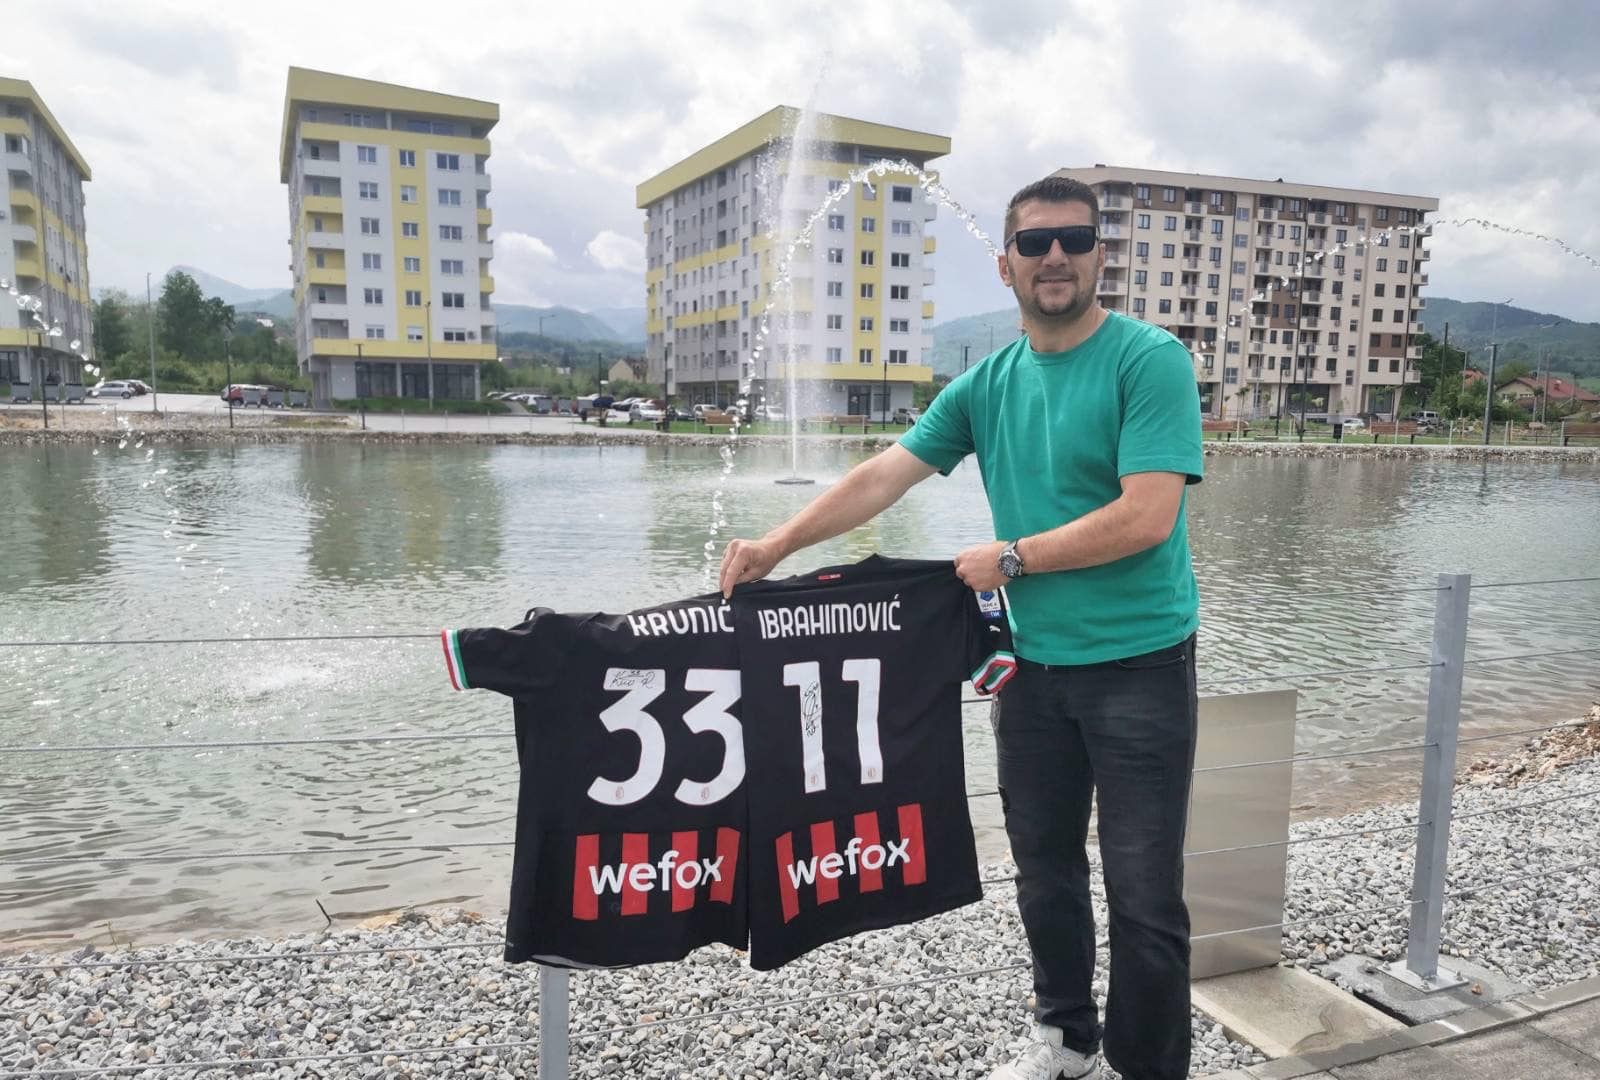 KRUNIĆ
IBRAHIMOVIĆ
33
11
wefox
wefox